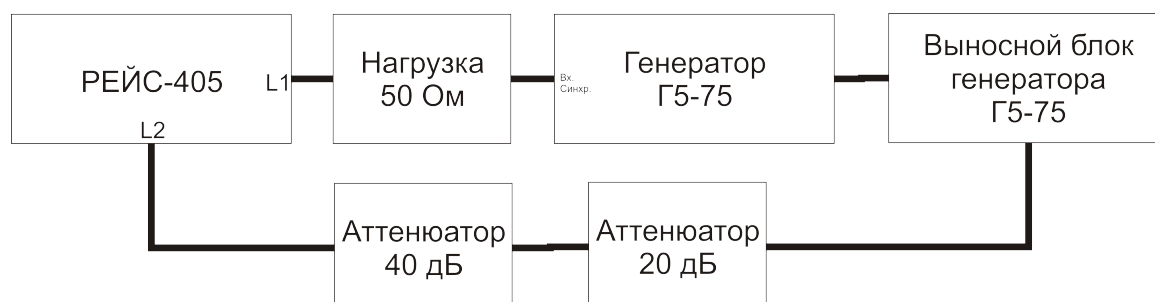 РЕЙС-405
L1
L2
Нагрузка
50 Ом
Вх.
Синхр.
Генератор
Г5-75
Выносной блок
генератора
Г5-75
Аттенюатор
40 дБ
Аттенюатор
20 дБ